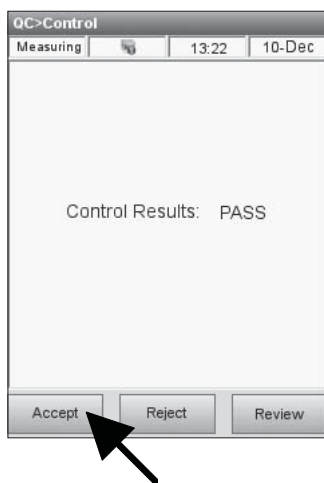 QC>Control
Measuring 13:22 10-Dec
Control Results: PASS
Accept Reject Review